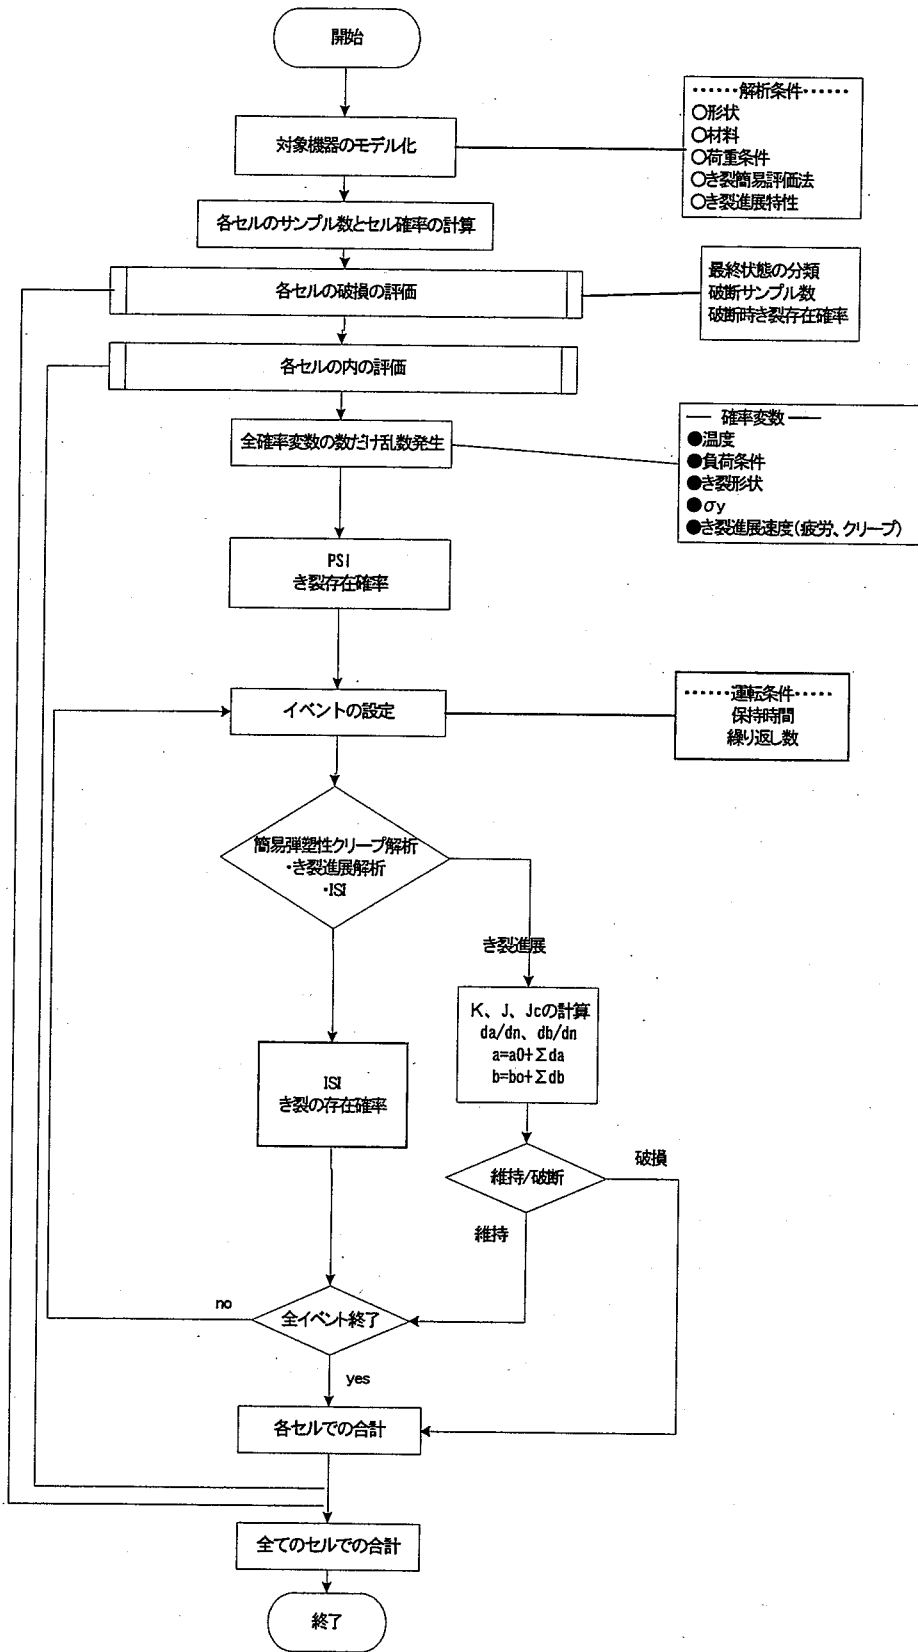 開始
対象機器のモデル化
‥‥‥解析条件‥‥‥
○形状
○材料
○荷重条件
○き裂簡易評価法
○き裂進展特性
各セルのサンプル数とセル確率の計算
各セルの破損の評価
最終状態の分類
破断サンプル数
破断時き裂存在確率
各セルの内の評価
全確率変数の数だけ乱数発生
― 確率変数 ―
●温度
●負荷条件
●き裂形状
●σy
●き裂進展速度(疲労、クリープ)
PSI
き裂存在確率
イベントの設定
‥‥‥運転条件‥‥‥
保持時間
繰り返し数
簡易弾塑性クリープ解析
・き裂進展解析
・ISI
き裂進展
K、J、Jcの計算
da/dn、db/dn
a=a0+Σda
b=bo+Σdb
ISI
き裂の存在確率
維持/破断
破損
維持
no
全イベント終了
yes
各セルでの合計
全てのセルでの合計
終了